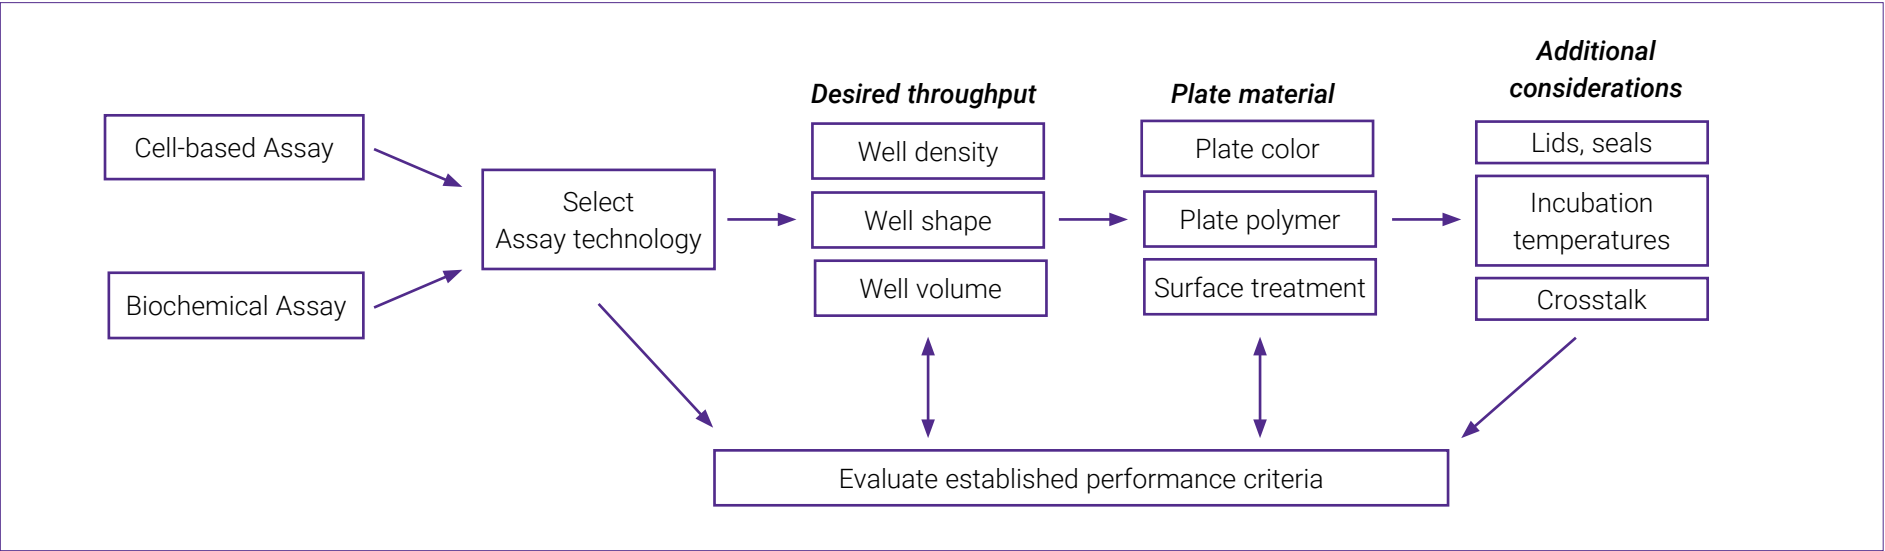 Cell-based Assay
Biochemical Assay
Select
Assay technology
Desired throughput
Well density
Well shape
Well volume
Plate material
Plate color
Plate polymer
Surface treatment
Additional
considerations
Lids, seals
Incubation
temperatures
Crosstalk
Evaluate established performance criteria